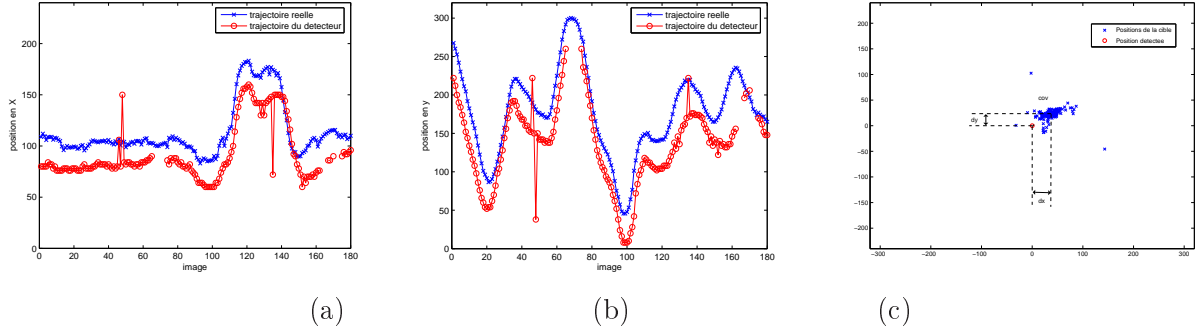 trajectoire reelle
trajectoire du detecteur
position en X
0
50
100
150
200
0 20 40 60 80 100 120 140 160 180
image
(a)
trajectoire reelle
trajectoire du detecteur
position en y
0
50
100
150
200
250
300
0 20 40 60 80 100 120 140 160 180
image
(b)
Positions de la cible
Position detectee
200
150
100
50
0
−50
−100
−150
−200
−300 −200 −100 0 100 200 300
cov
dy
dx
(c)